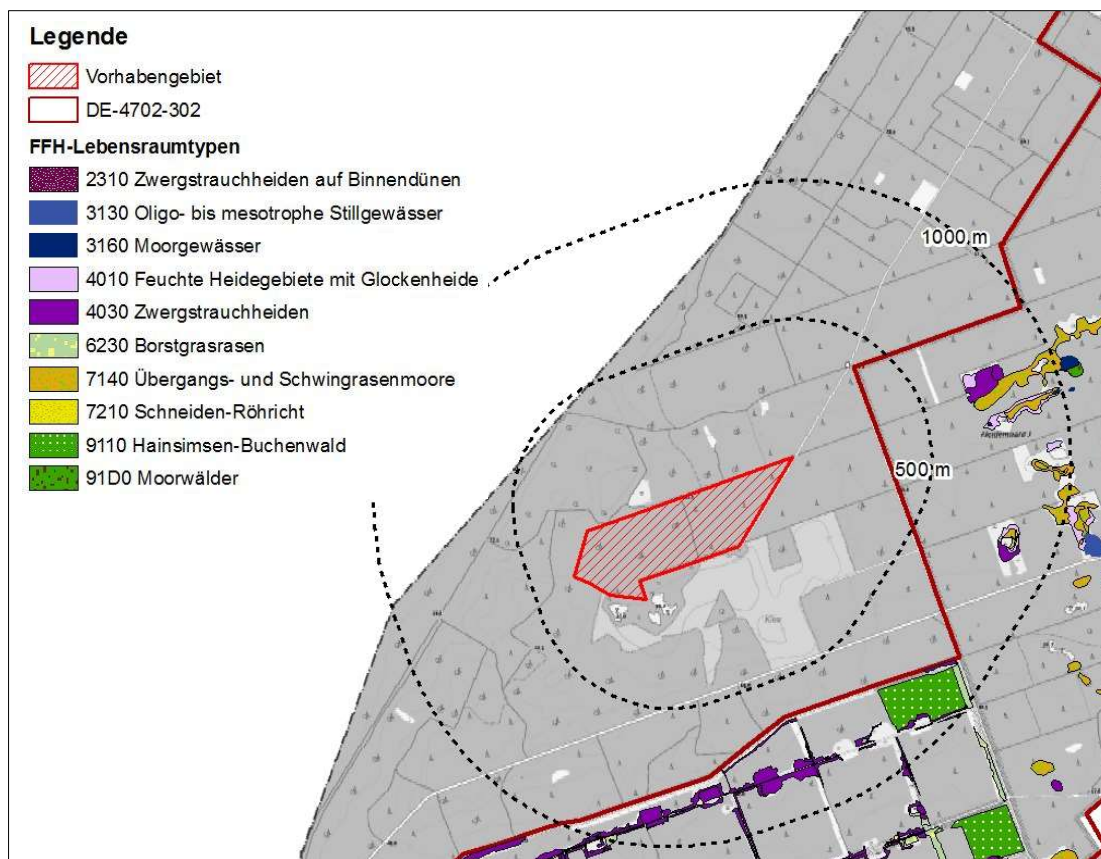 Legende
Vorhabengebiet
DE-4702-302
FFH-Lebensraumtypen
2310 Zwergstrauchheiden auf Binnendünen
3130 Oligo- bis mesotrophe Stillgewässer
3160 Moorgewässer
4010 Feuchte Heidegebiete mit Glockenheide
4030 Zwergstrauchheiden
6230 Borstgrasrasen
7140 Übergangs- und Schwingrasenmoore
7210 Schneiden-Röhricht
9110 Hainsimsen-Buchenwald
91D0 Moorwälder
1000 m
500 m